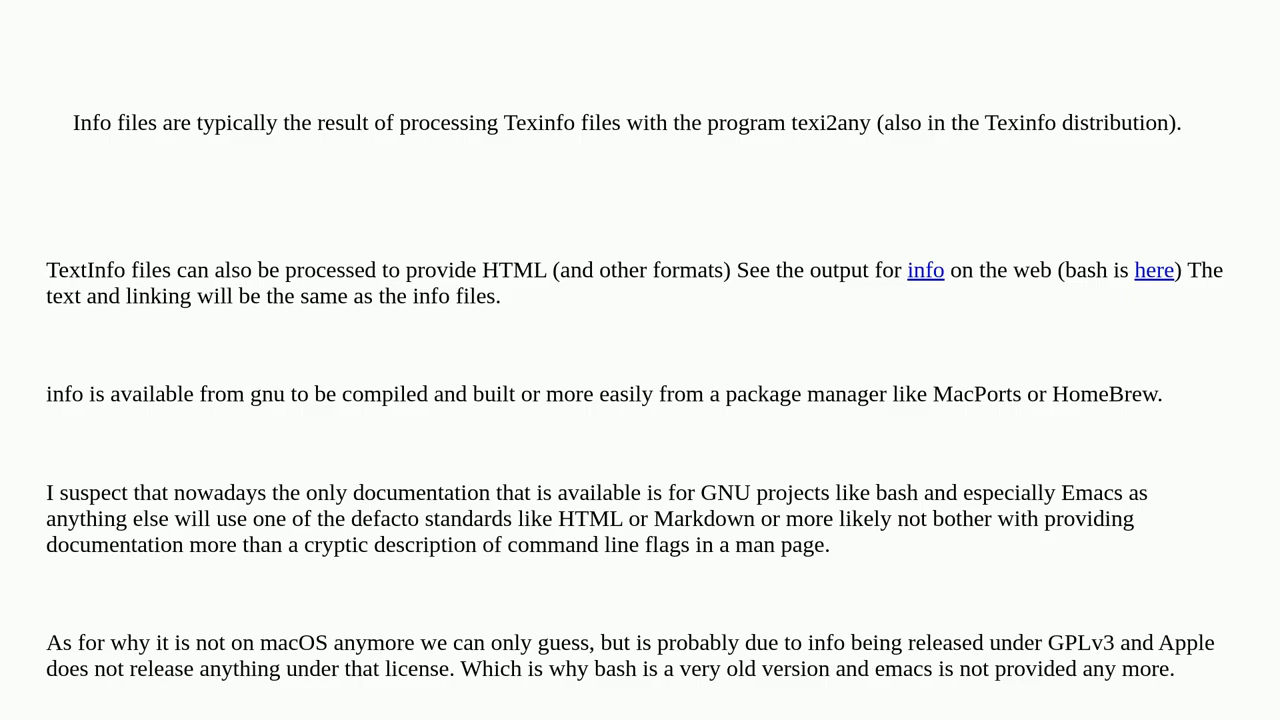 Info files are typically the result of processing Texinfo files with the program texi2any (also in the Texinfo distribution).
TextInfo files can also be processed to provide HTML (and other formats) See the output for info on the web (bash is here) The
text and linking will be the same as the info files.
info is available from gnu to be compiled and built or more easily from a package manager like MacPorts or HomeBrew.
I suspect that nowadays the only documentation that is available is for GNU projects like bash and especially Emacs as
anything else will use one of the defacto standards like HTML or Markdown or more likely not bother with providing
documentation more than a cryptic description of command line flags in a man page.
As for why it is not on macOS anymore we can only guess, but is probably due to info being released under GPLv3 and Apple
does not release anything under that license. Which is why bash is a very old version and emacs is not provided any more.